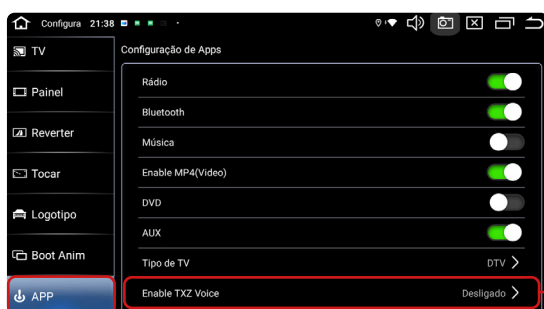 Configura 21:38
TV
Configuração de Apps
Painel
Rádio
Bluetooth
Reverter
Música
Tocar
Enable MP4(Video)
Logotipo
DVD
AUX
Boot Anim
Tipo de TV DTV
APP
Enable TXZ Voice Desligado